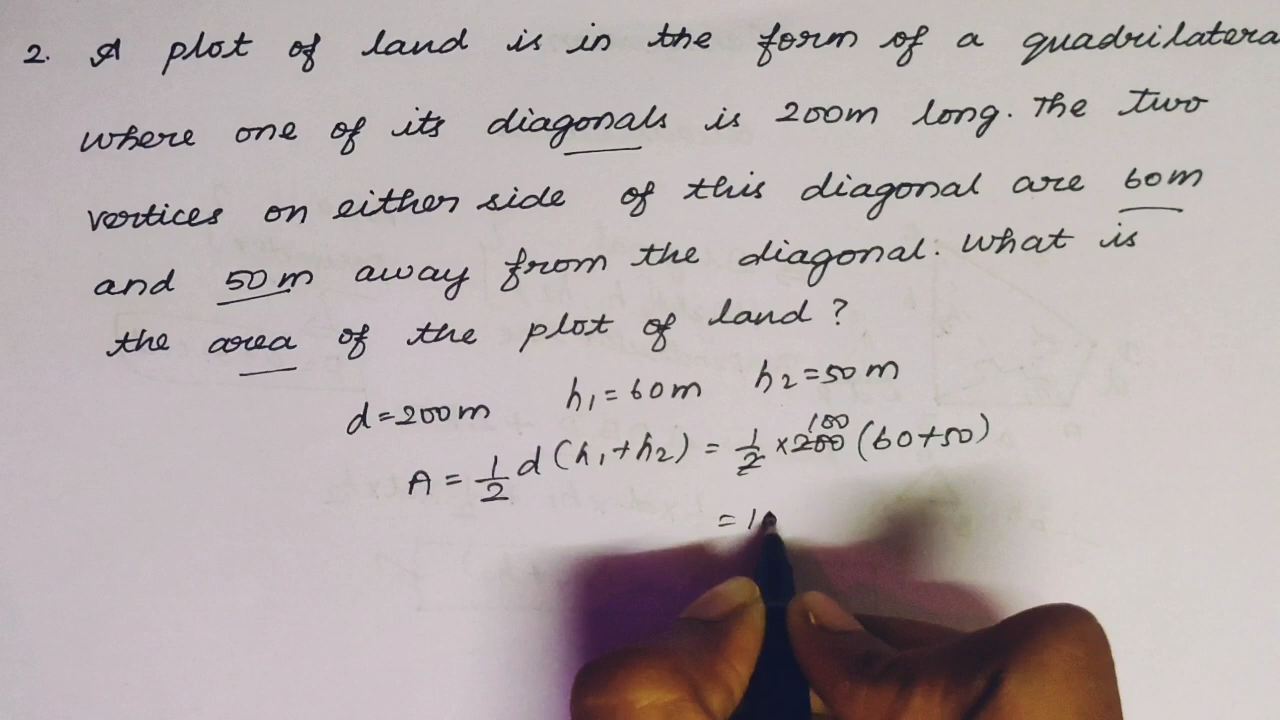 2. A plot of land is in the form of a quadrilatera
where one of its diagonals is 200m long. The two
vertices on either side of this diagonal are 60m
and 50m away from the diagonal. What is
the area of the plot of land?
d=200m h₁=60m h₂=50m
A = 1/2 d(h₁+h₂) = 1/2 × 200 100 (60+50)
= 10